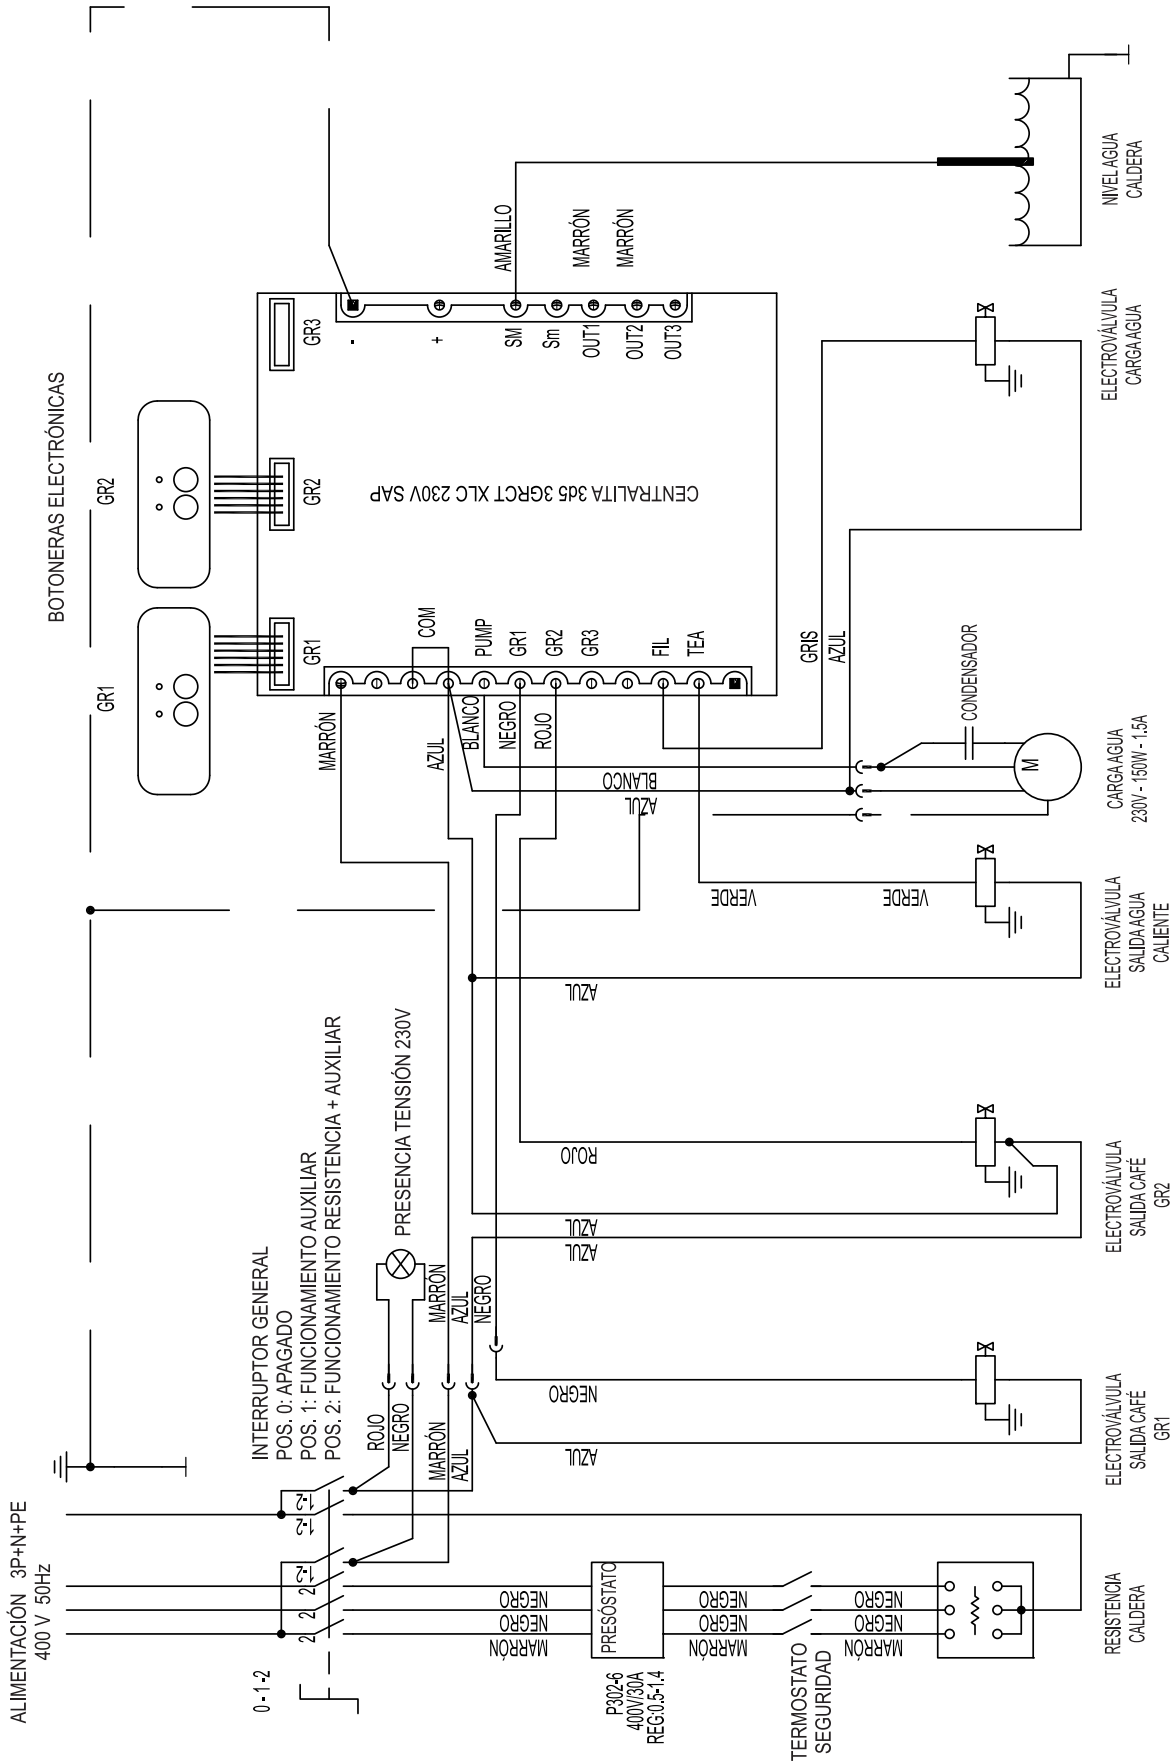 ALIMENTACIÓN 3P+N+PE
400 V 50Hz
0 - 1 -2
INTERRUPTOR GENERAL
POS. 0: APAGADO
POS. 1: FUNCIONAMIENTO AUXILIAR
POS. 2: FUNCIONAMIENTO RESISTENCIA + AUXILIAR
2
2
2
1-2
1-2
1-2
ROJO
NEGRO
MARRÓN
AZUL
PRESENCIA TENSIÓN 230V
MARRÓN
AZUL
NEGRO
BOTONERAS ELECTRÓNICAS
GR1
GR2
GR1
GR2
GR3
CENTRALITA 3d5 3GRCT XLC 230V SAP
COM
PUMP
GR1
GR2
GR3
FIL
TEA
-
+
SM
Sm
OUT1
OUT2
OUT3
AMARILLO
MARRÓN
MARRÓN
MARRÓN
AZUL
BLANCO
NEGRO
ROJO
BLANCO
AZUL
GRIS
AZUL
VERDE
VERDE
AZUL
ROJO
AZUL
AZUL
NEGRO
AZUL
NEGRO
NEGRO
MARRÓN
PRESÓSTATO
P302-6
400V/30A
REG:0.5-1.4
NEGRO
NEGRO
MARRÓN
TERMOSTATO
SEGURIDAD
NEGRO
NEGRO
MARRÓN
CONDENSADOR
M
RESISTENCIA
CALDERA
ELECTROVÁLVULA
SALIDA CAFÉ
GR1
ELECTROVÁLVULA
SALIDA CAFÉ
GR2
ELECTROVÁLVULA
SALIDA AGUA
CALIENTE
CARGA AGUA
230V - 150W - 1.5A
ELECTROVÁLVULA
CARGA AGUA
NIVEL AGUA
CALDERA